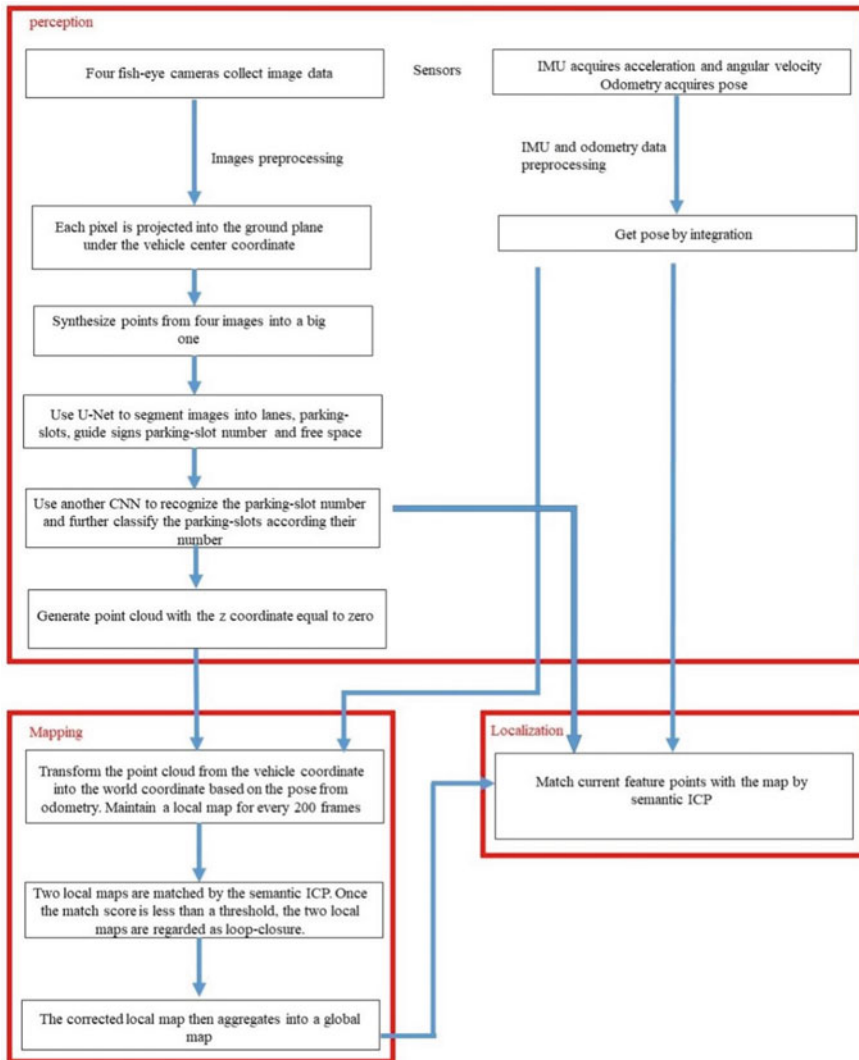 perception
Four fish-eye cameras collect image data
Sensors
IMU acquires acceleration and angular velocity
Odometry acquires pose
Images preprocessing
IMU and odometry data
preprocessing
Each pixel is projected into the ground plane
under the vehicle center coordinate
Get pose by integration
Synthesize points from four images into a big
one
Use U-Net to segment images into lanes, parking-
slots, guide signs parking-slot number and free space
Use another CNN to recognize the parking-slot number
and further classify the parking-slots according their
number
Generate point cloud with the z coordinate equal to zero
Mapping
Transform the point cloud from the vehicle coordinate
into the world coordinate based on the pose from
odometry. Maintain a local map for every 200 frames
Two local maps are matched by the semantic ICP. Once
the match score is less than a threshold, the two local
maps are regarded as loop-closure.
The corrected local map then aggregates into a global
map
Localization
Match current feature points with the map by
semantic ICP